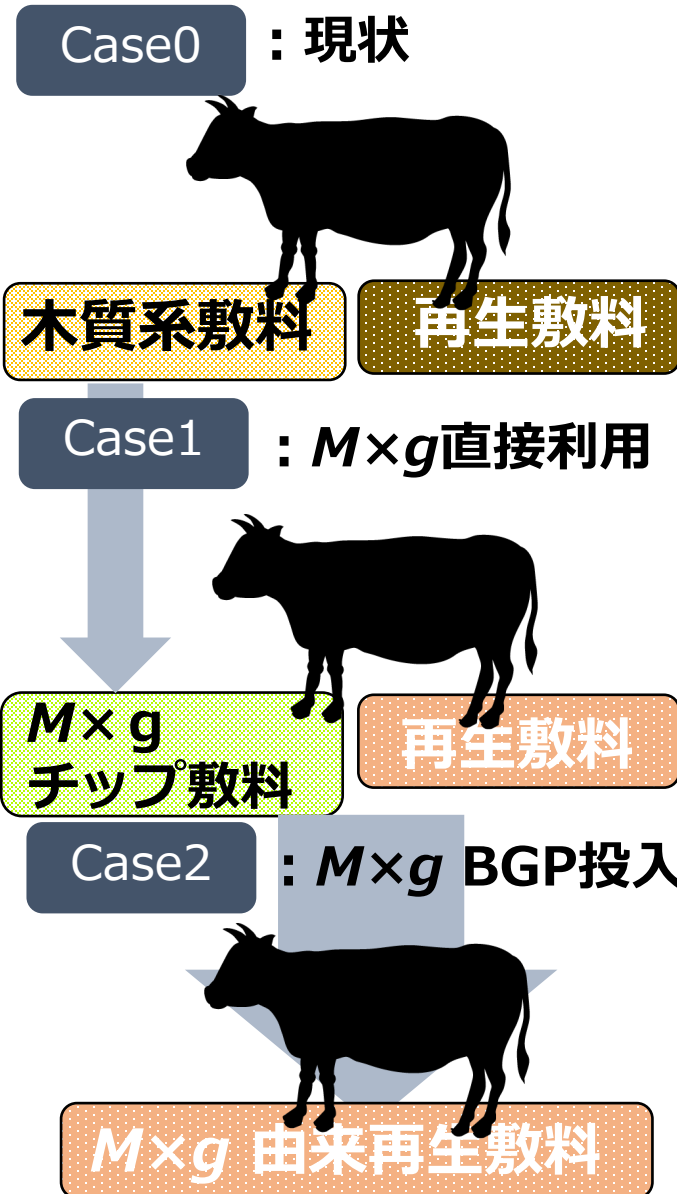 Case0 ：現状
木質系敷料 再生敷料
Case1 ：M×g直接利用
M×g 再生敷料
チップ敷料
Case2 ：M×g BGP投入
M×g 由来再生敷料